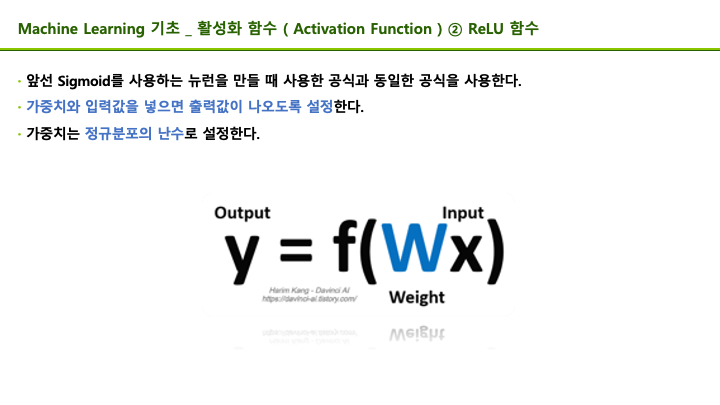 Machine Learning 기초 _ 활성화 함수 ( Activation Function ) ② ReLU 함수
· 앞선 Sigmoid를 사용하는 뉴런을 만들 때 사용한 공식과 동일한 공식을 사용한다.
· 가중치와 입력값을 넣으면 출력값이 나오도록 설정한다.
· 가중치는 정규분포의 난수로 설정한다.
Output Input
y = f(Wx)
Harim Kang - Davinci AI
https://davinci-ai.tistory.com/
Weight